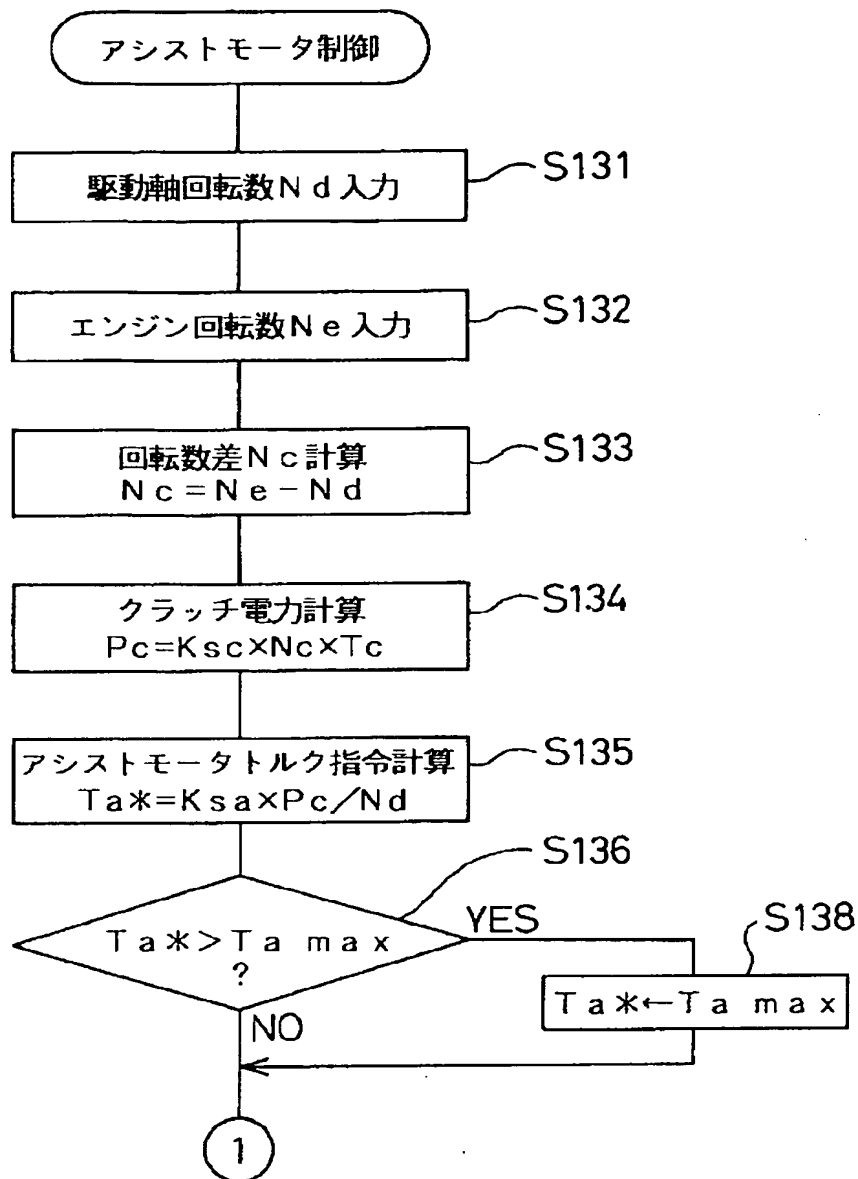 アシストモータ制御
駆動軸回転数Nd入力
S131
エンジン回転数Ne入力
S132
回転数差Nc計算
Nc=Ne-Nd
S133
クラッチ電力計算
Pc=Ksc×Nc×Tc
S134
アシストモータトルク指令計算
Ta*=Ksa×Pc/Nd
S135
S136
Ta*>Ta max
?
YES
S138
Ta*←Ta max
NO
1